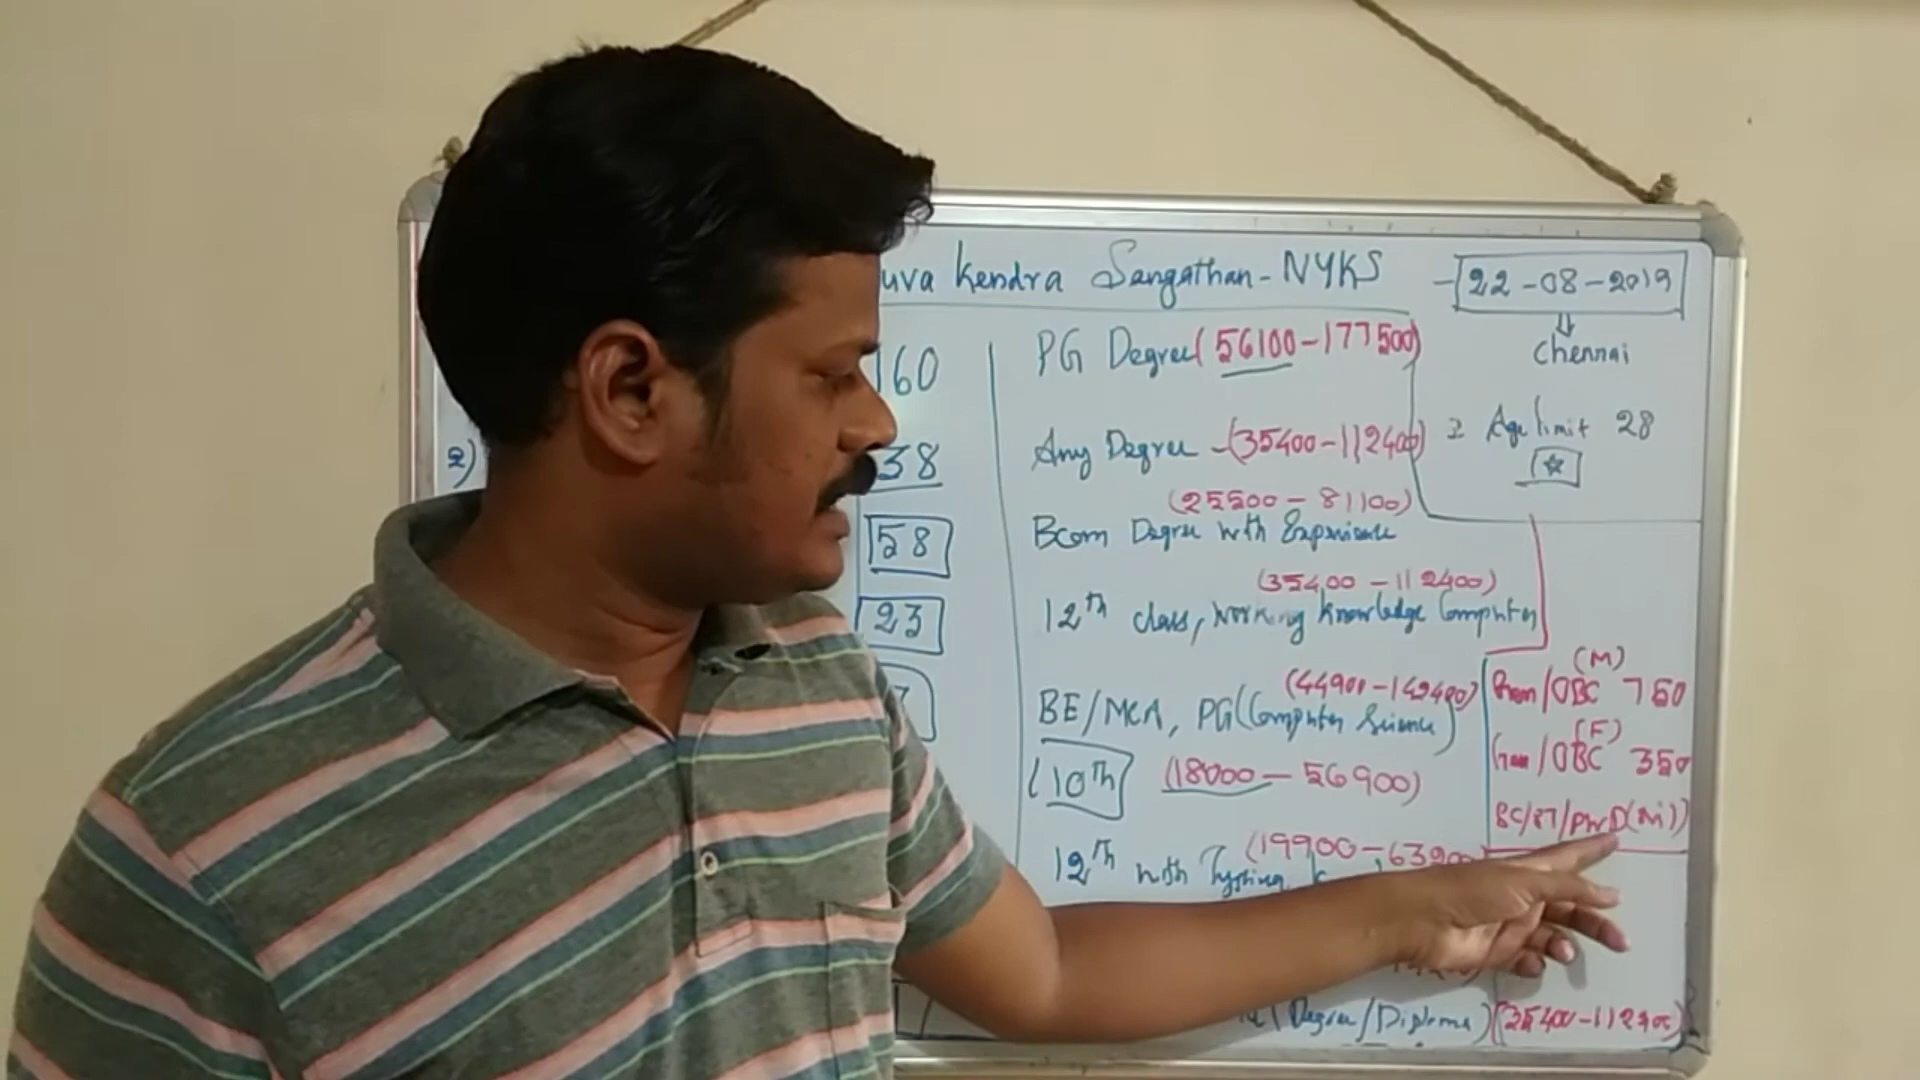 uva Kendra Sangathan - NYKS
- 22-08-2019
Chennai
160
PG Degree (56100-177500)
Age limit 28
2)
38
Any Degree - (35400-112400)
(25500 - 81100)
58
Bcom Degree with Experience
(35400 - 112400)
23
12th class, working knowledge Computer
(M)
Gen/OBC 750
(44900-142400)
BE/MCA, PG (Computer Science)
(F)
Gen/OBC 350
(10th) (18000 - 56900)
SC/ST/PWD (Nil)
(19900-63200
12th with Typing
(Degree/Diploma) (35400-112400)